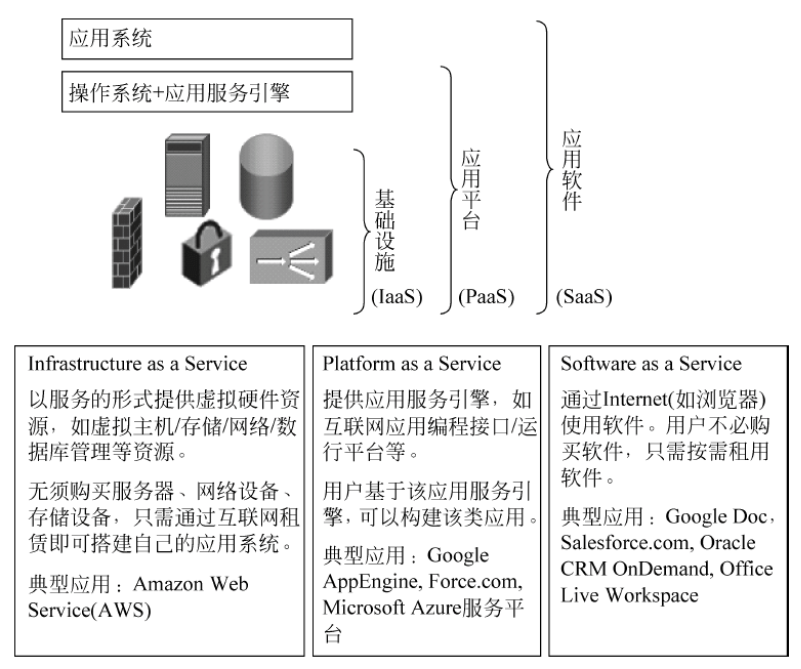 应用系统
操作系统+应用服务引擎
基础设施
(IaaS)
应用平台
(PaaS)
应用软件
(SaaS)
Infrastructure as a Service
以服务的形式提供虚拟硬件资
源，如虚拟主机/存储/网络/数
据库管理等资源。
无须购买服务器、网络设备、
存储设备，只需通过互联网租
赁即可搭建自己的应用系统。
典型应用：Amazon Web
Service(AWS)
Platform as a Service
提供应用服务引擎，如
互联网应用编程接口/运
行平台等。
用户基于该应用服务引
擎，可以构建该类应用。
典型应用：Google
AppEngine, Force.com,
Microsoft Azure服务平
台
Software as a Service
通过Internet(如浏览器)
使用软件。用户不必购
买软件，只需按需租用
软件。
典型应用：Google Doc，
Salesforce.com, Oracle
CRM OnDemand, Office
Live Workspace